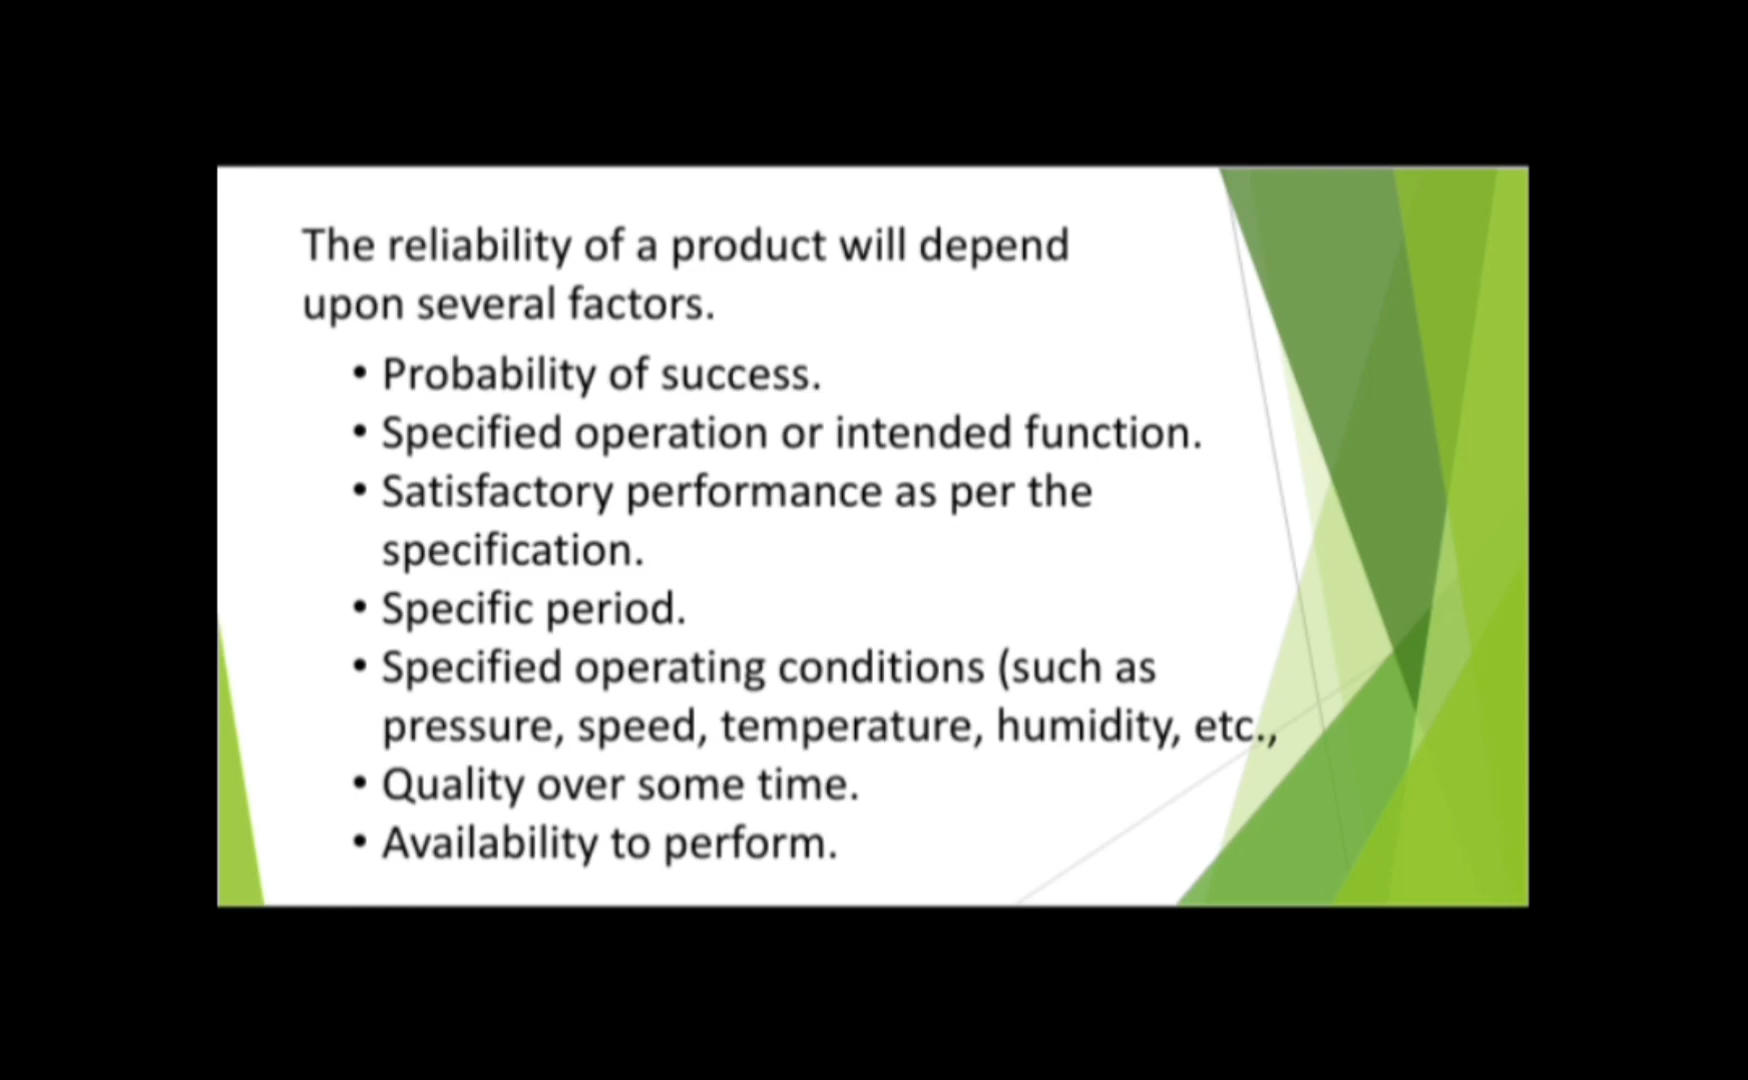 The reliability of a product will depend
upon several factors.
• Probability of success.
• Specified operation or intended function.
• Satisfactory performance as per the
specification.
• Specific period.
• Specified operating conditions (such as
pressure, speed, temperature, humidity, etc.,
• Quality over some time.
• Availability to perform.